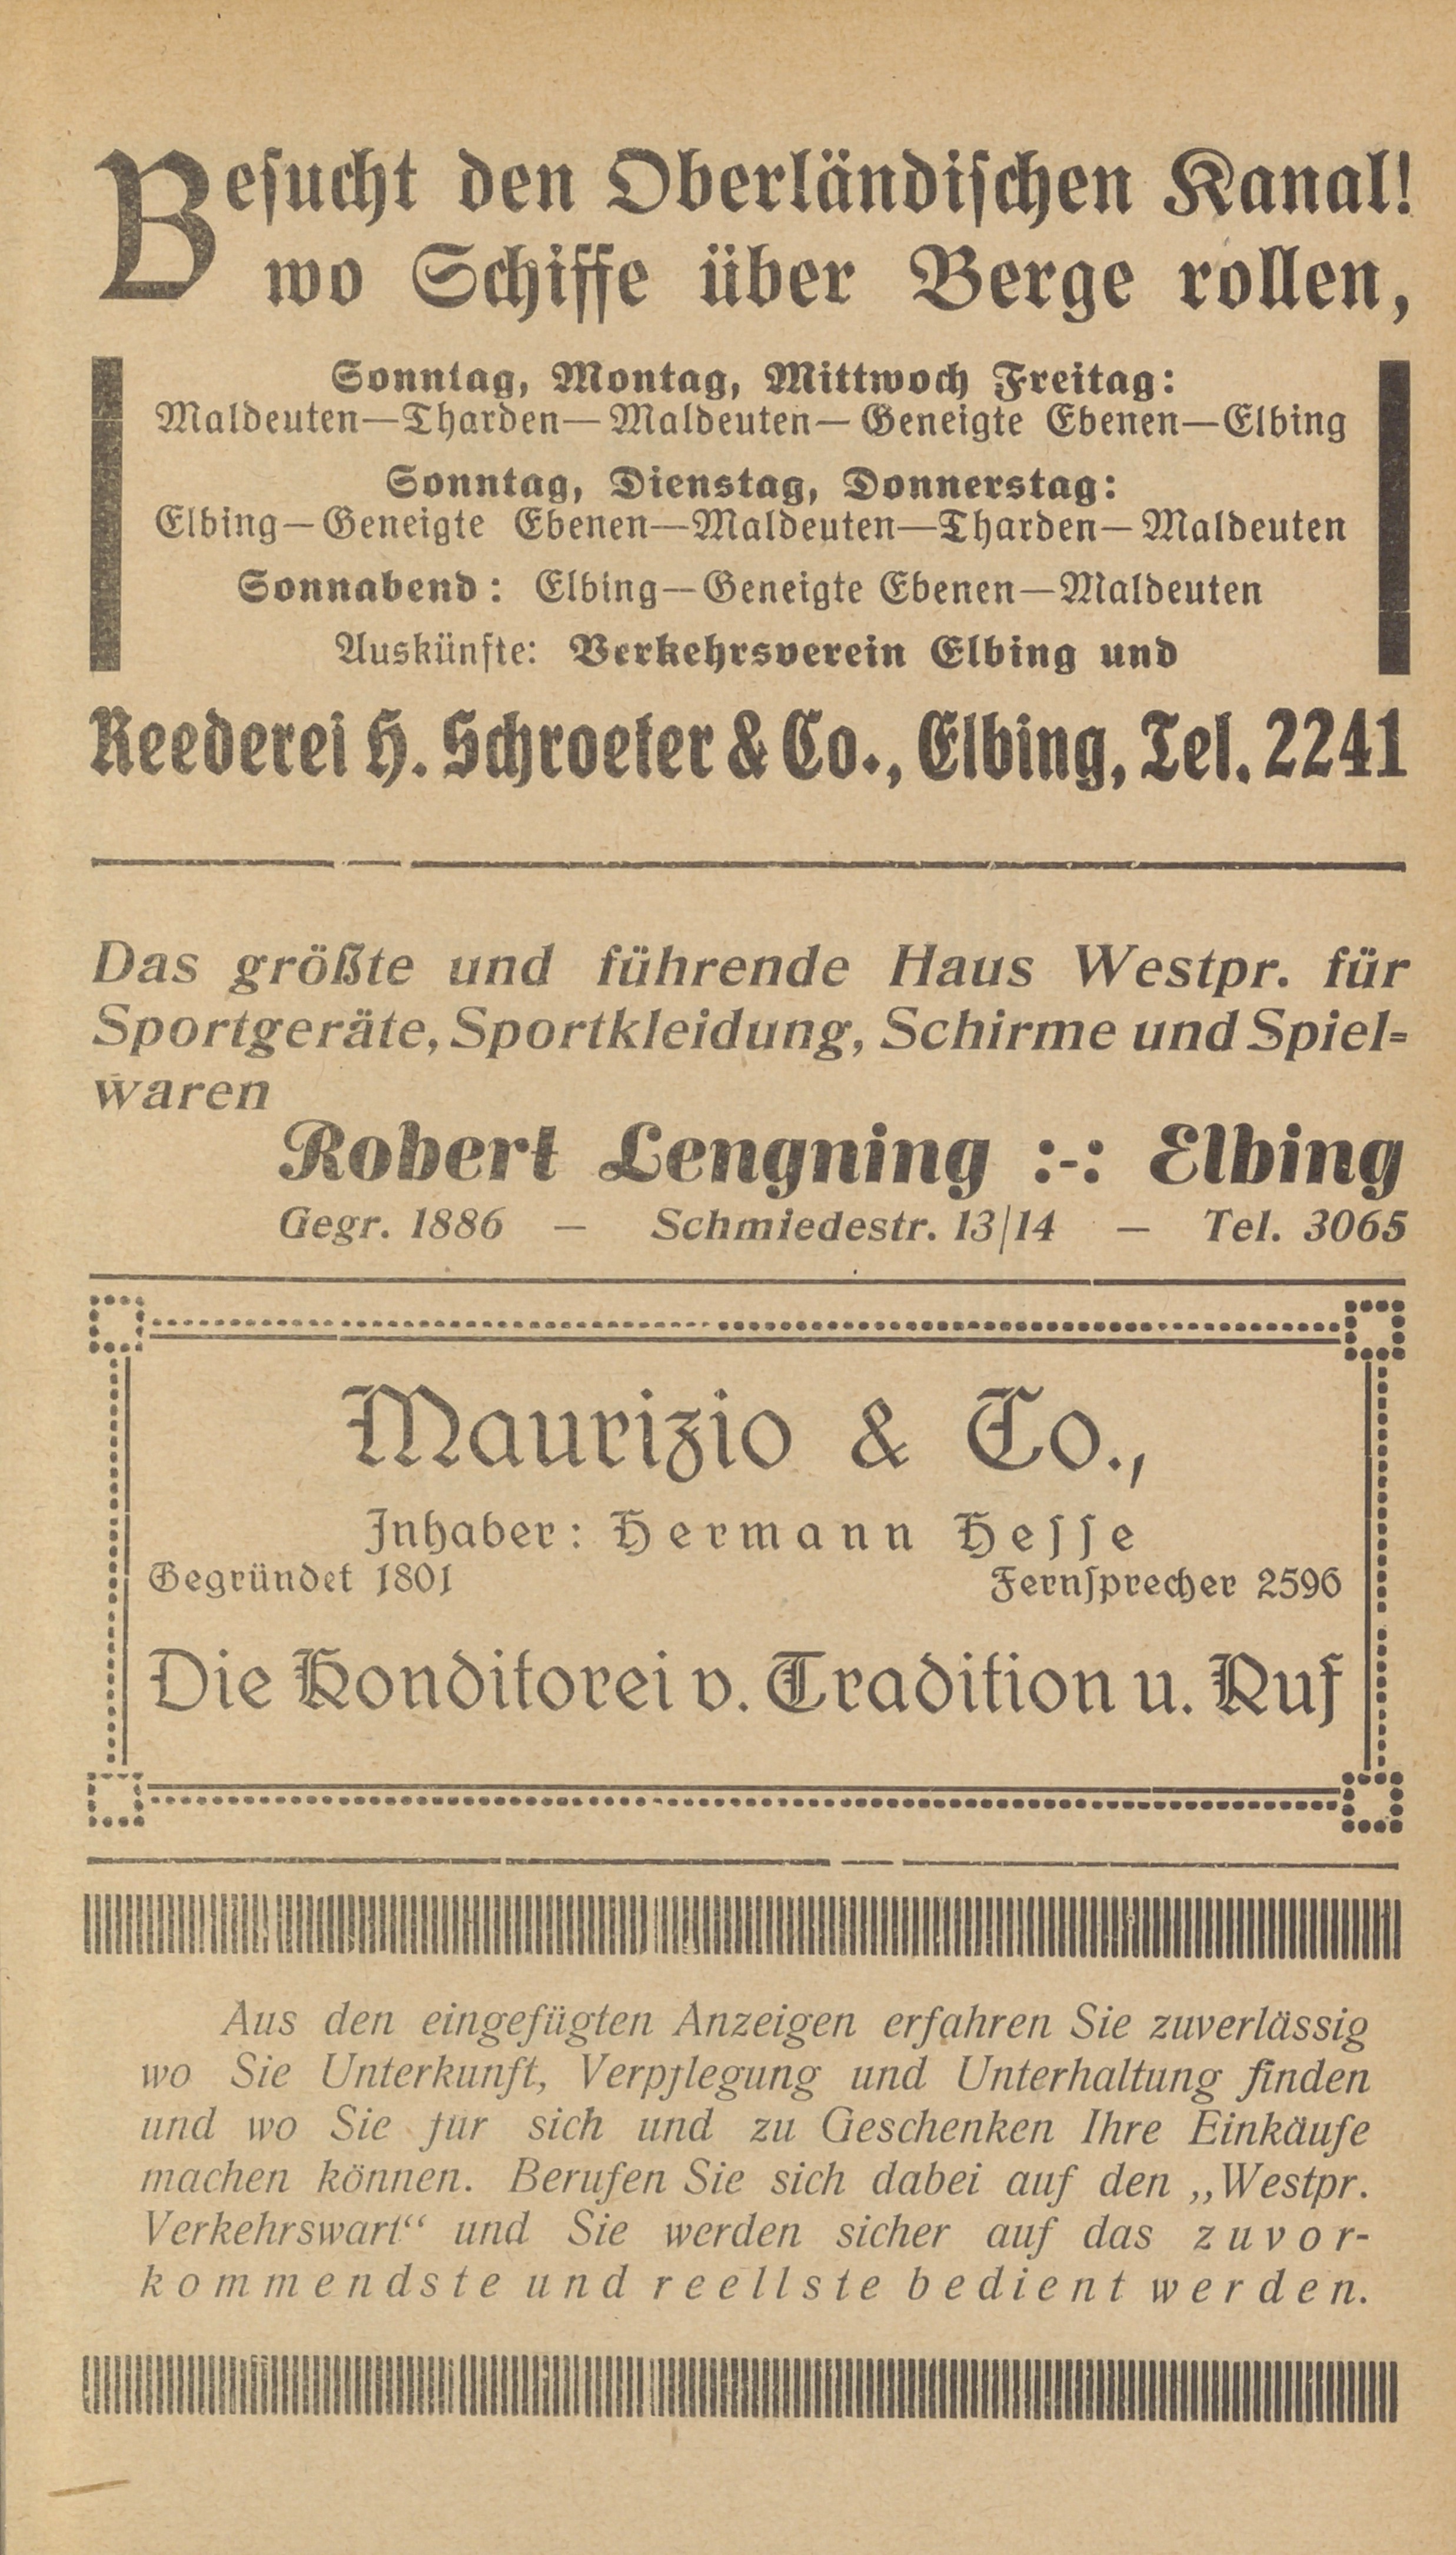 Besucht den Oberländischen Kanal!
wo Schiffe über Berge rollen,
Sonntag, Montag, Mittwoch Freitag:
Maldeuten—Tharden—Maldeuten—Geneigte Ebenen—Elbing
Sonntag, Dienstag, Donnerstag:
Elbing—Geneigte Ebenen—Maldeuten—Tharden—Maldeuten
Sonnabend: Elbing—Geneigte Ebenen—Maldeuten
Auskünfte: Verkehrsverein Elbing und
Reederei H. Schroeter & Co., Elbing, Tel. 2241
Das größte und führende Haus Westpr. für
Sportgeräte, Sportkleidung, Schirme und Spiel-
waren
Robert Lengning :-: Elbing
Gegr. 1886 — Schmiedestr. 13/14 — Tel. 3065
Maurizio & Co.,
Inhaber: Hermann Hesse
Gegründet 1801 Fernsprecher 2596
Die Konditorei v. Tradition u. Ruf
Aus den eingefügten Anzeigen erfahren Sie zuverlässig
wo Sie Unterkunft, Verpflegung und Unterhaltung finden
und wo Sie für sich und zu Geschenken Ihre Einkäufe
machen können. Berufen Sie sich dabei auf den „Westpr.
Verkehrswart“ und Sie werden sicher auf das zuvor-
kommendste und reellste bedient werden.